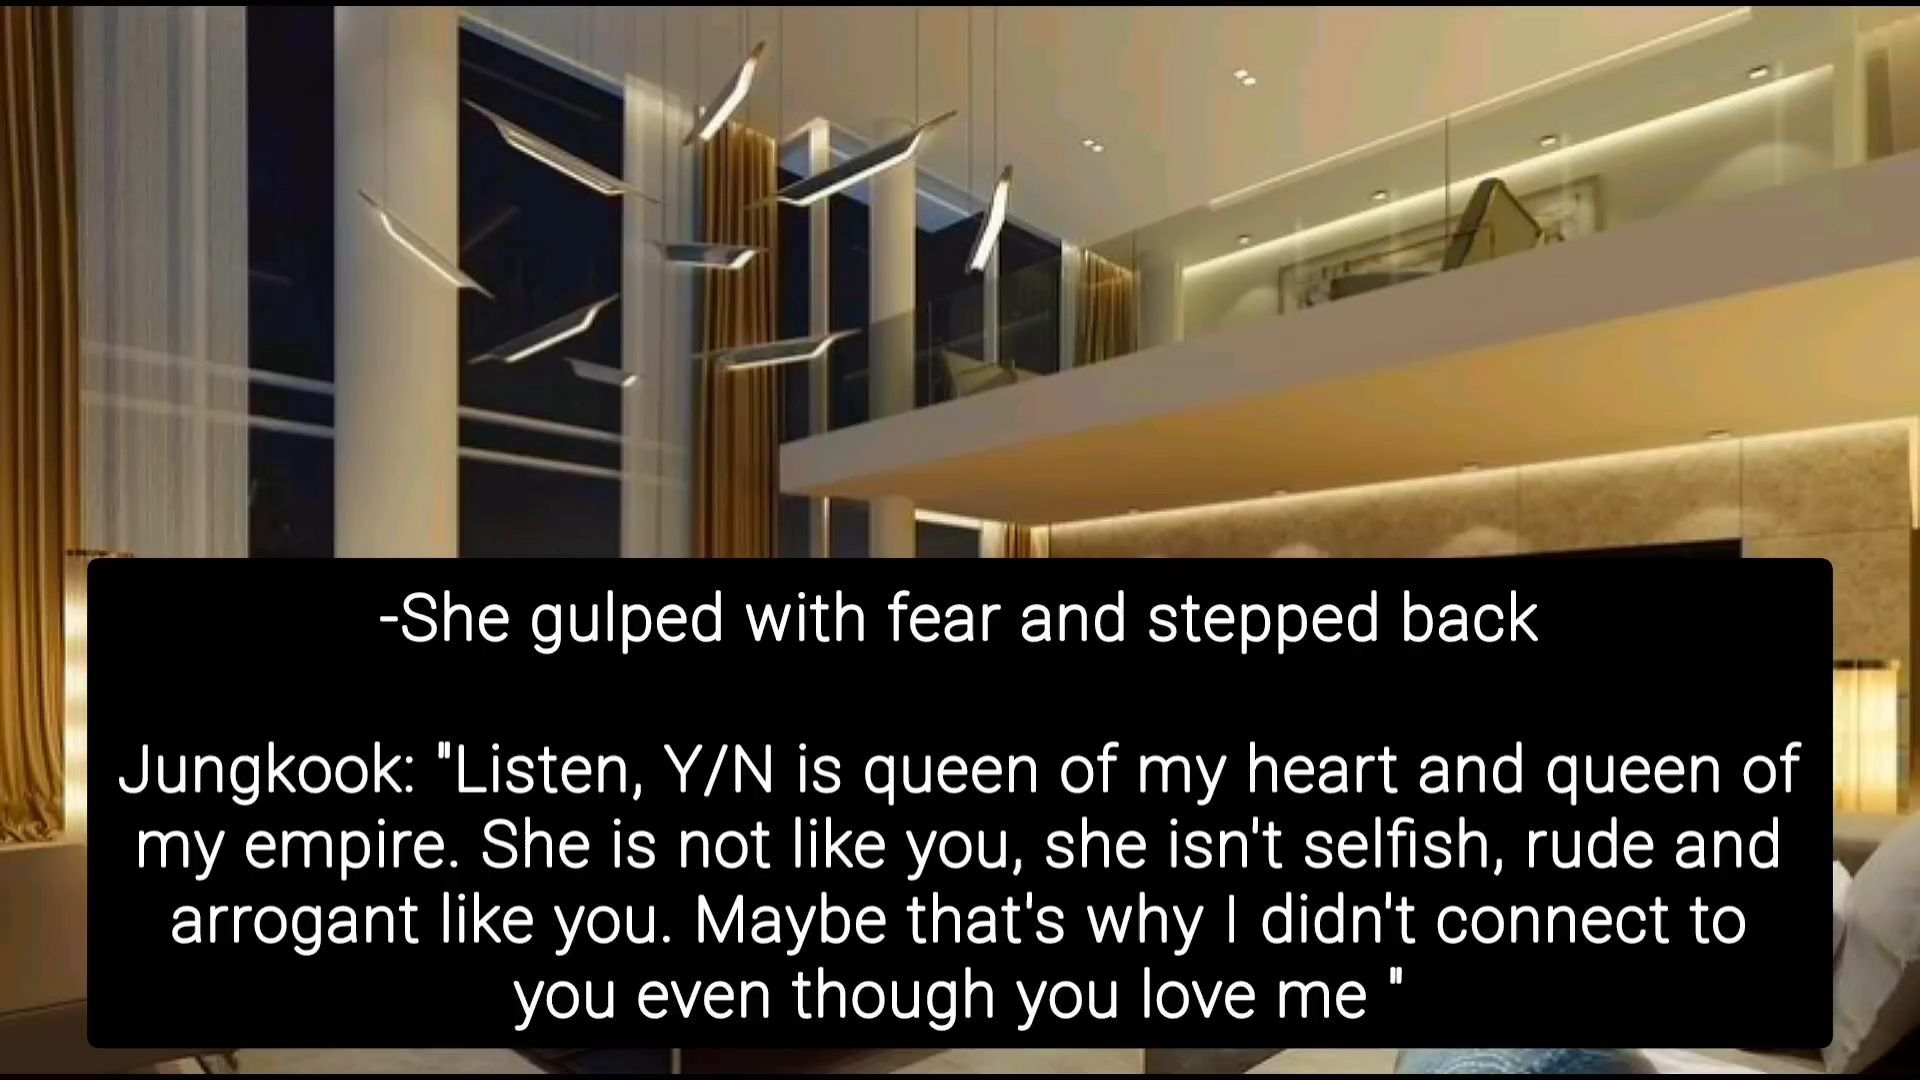 -She gulped with fear and stepped back
Jungkook: "Listen, Y/N is queen of my heart and queen of
my empire. She is not like you, she isn't selfish, rude and
arrogant like you. Maybe that's why I didn't connect to
you even though you love me "